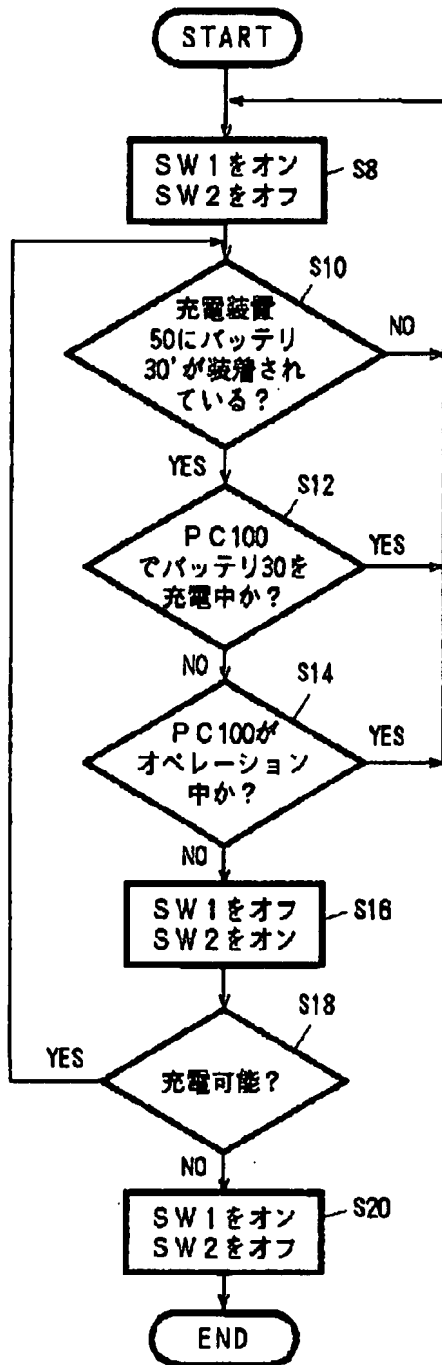 START
SW1をオン
SW2をオフ
S8
S10
充電装置
50にバッテリ
30'が装着され
ている?
NO
YES
S12
PC100
でバッテリ30を
充電中か?
YES
NO
S14
PC100が
オペレーション
中か?
YES
NO
SW1をオフ
SW2をオン
S16
S18
YES
充電可能?
NO
SW1をオン
SW2をオフ
S20
END